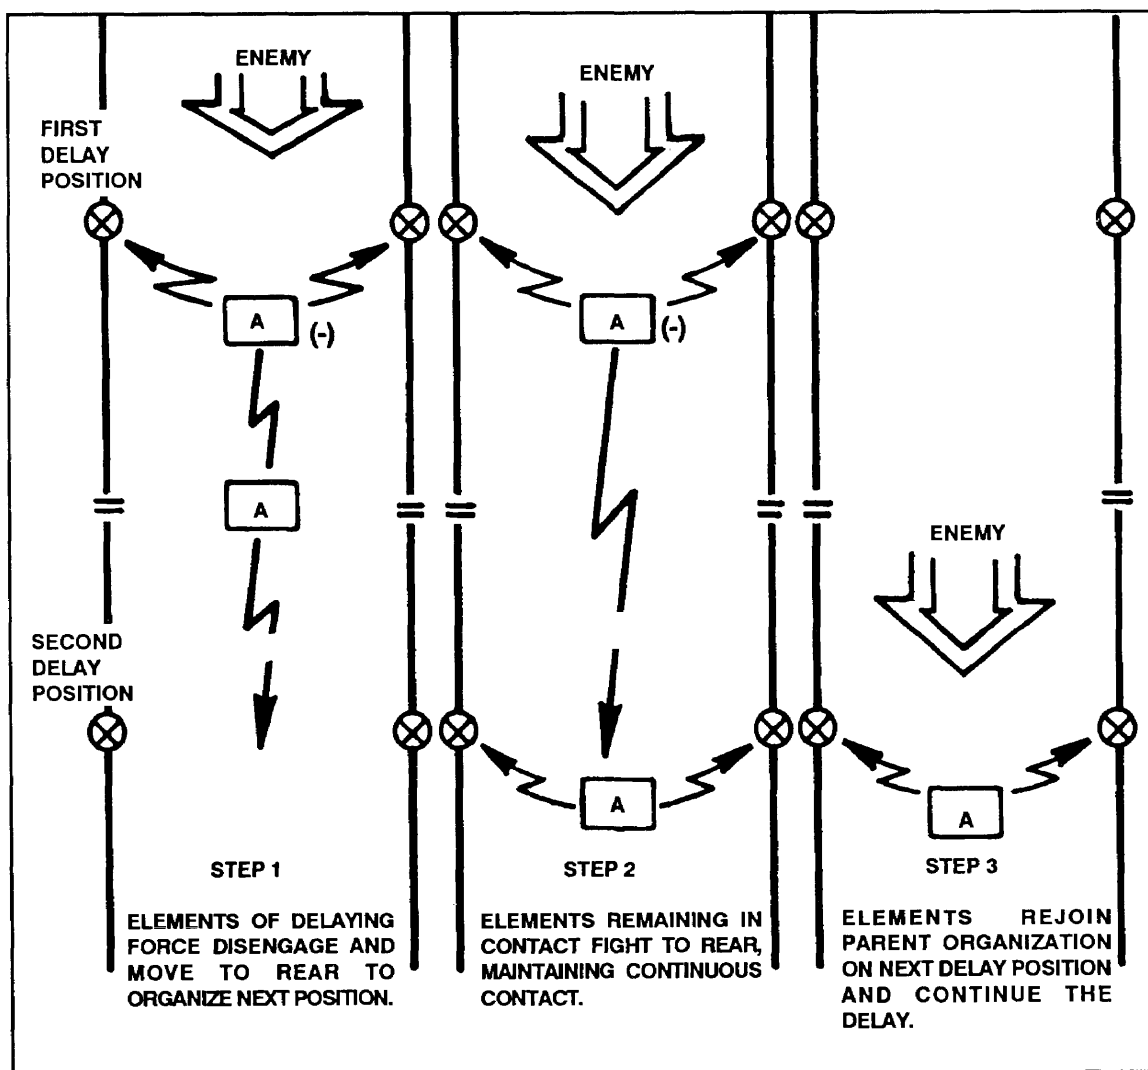 ENEMY
FIRST
DELAY
POSITION
A
(-)
A
SECOND
DELAY
POSITION
STEP 1
ELEMENTS OF DELAYING
FORCE DISENGAGE AND
MOVE TO REAR TO
ORGANIZE NEXT POSITION.
ENEMY
A
(-)
A
STEP 2
ELEMENTS REMAINING IN
CONTACT FIGHT TO REAR,
MAINTAINING CONTINUOUS
CONTACT.
ENEMY
A
STEP 3
ELEMENTS REJOIN
PARENT ORGANIZATION
ON NEXT DELAY POSITION
AND CONTINUE THE
DELAY.